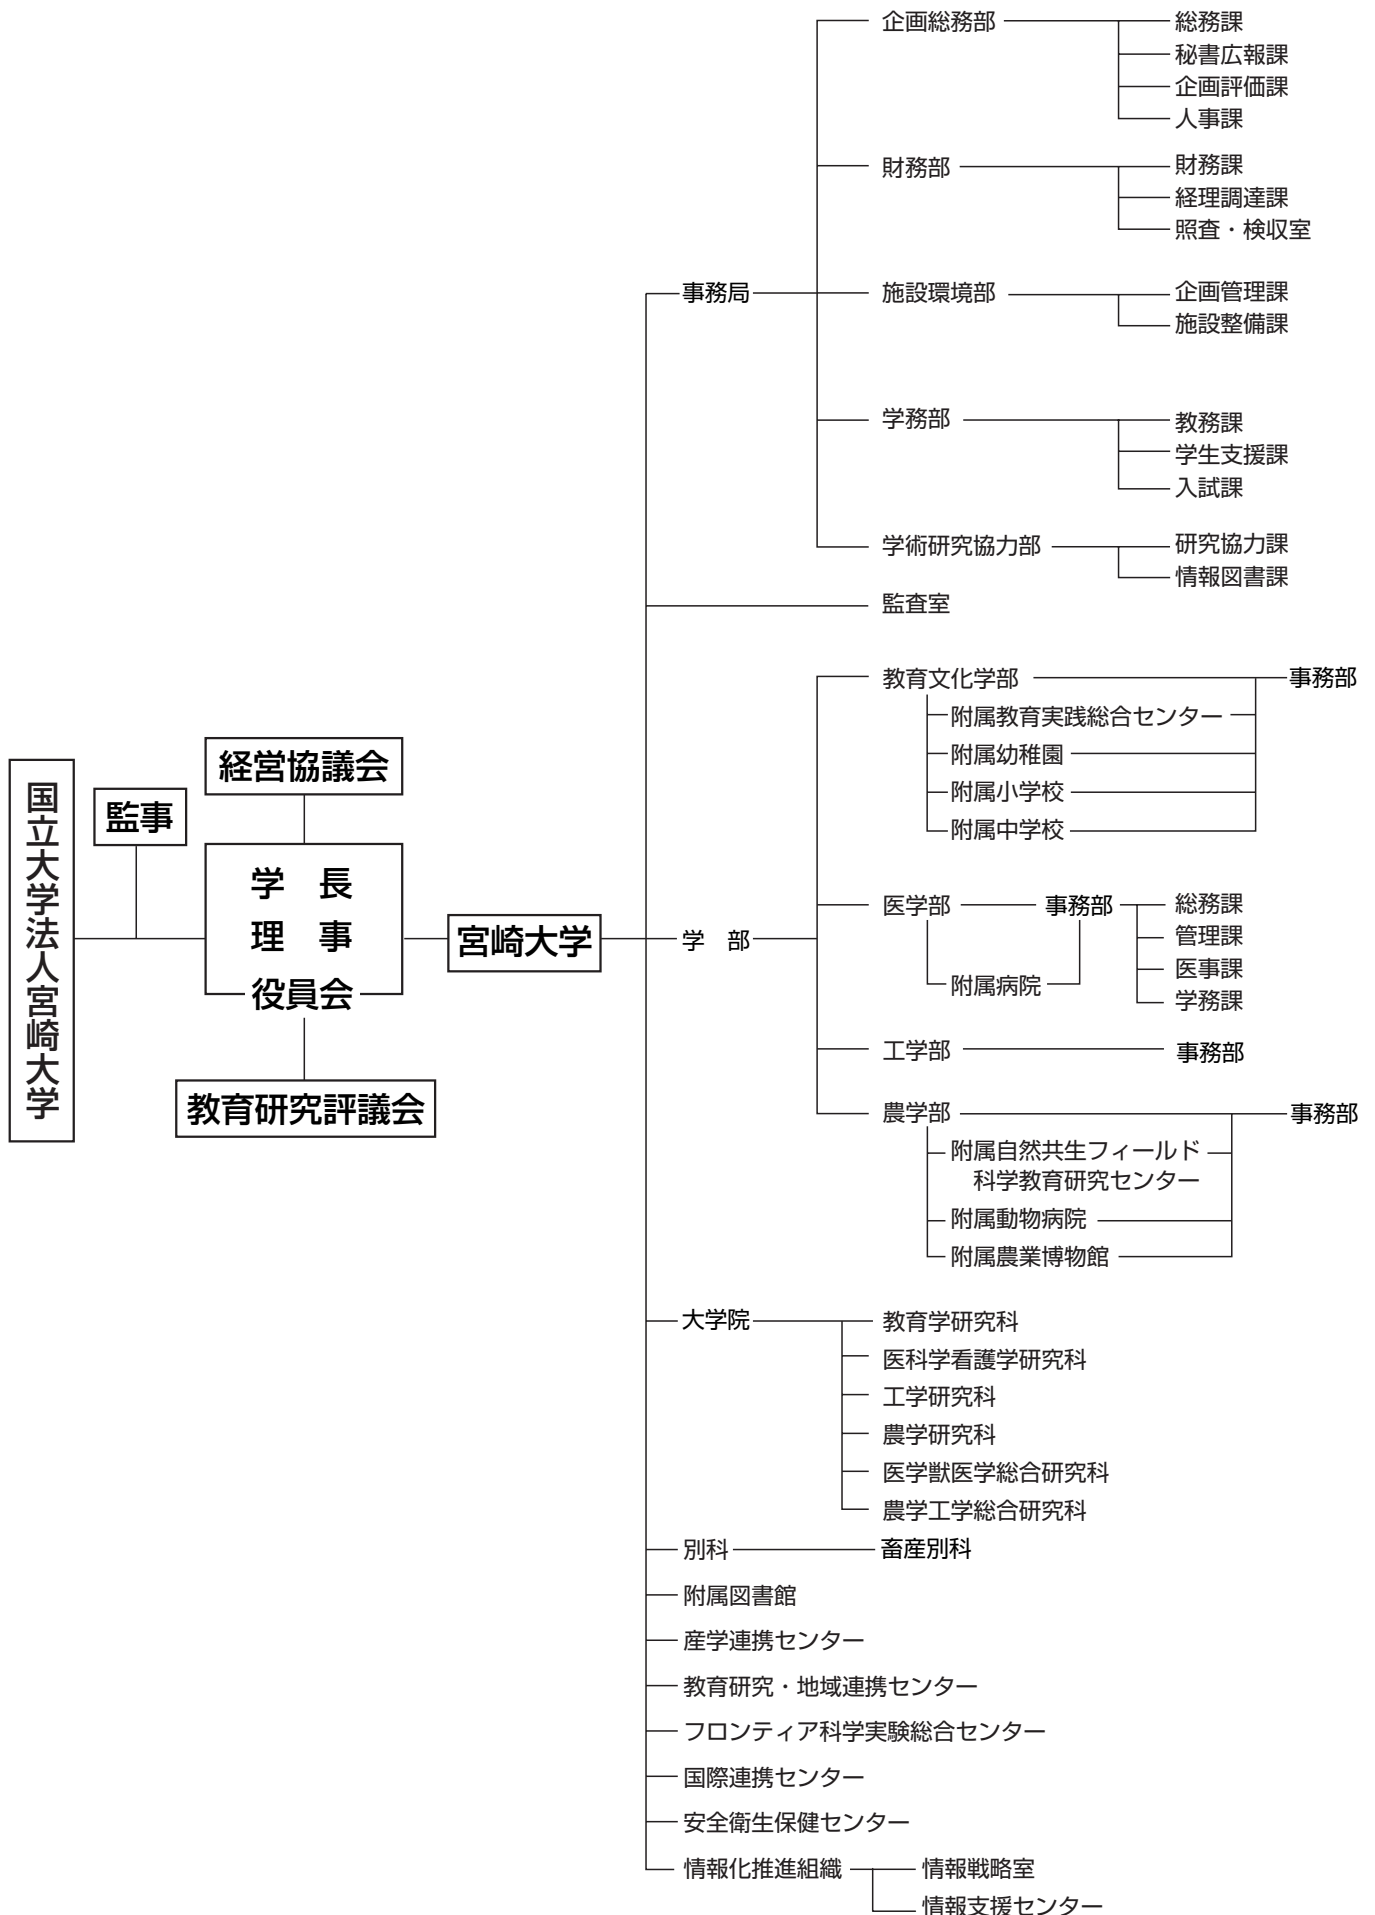 国立大学法人宮崎大学
監事
経営協議会
学　長
理　事
役員会
教育研究評議会
宮崎大学
事務局
企画総務部
総務課
秘書広報課
企画評価課
人事課
財務部
財務課
経理調達課
照査・検収室
施設環境部
企画管理課
施設整備課
学務部
教務課
学生支援課
入試課
学術研究協力部
研究協力課
情報図書課
監査室
学　部
教育文化学部
事務部
附属教育実践総合センター
附属幼稚園
附属小学校
附属中学校
医学部
事務部
総務課
管理課
医事課
学務課
附属病院
工学部
事務部
農学部
事務部
附属自然共生フィールド
科学教育研究センター
附属動物病院
附属農業博物館
大学院
教育学研究科
医科学看護学研究科
工学研究科
農学研究科
医学獣医学総合研究科
農学工学総合研究科
別科
畜産別科
附属図書館
産学連携センター
教育研究・地域連携センター
フロンティア科学実験総合センター
国際連携センター
安全衛生保健センター
情報化推進組織
情報戦略室
情報支援センター